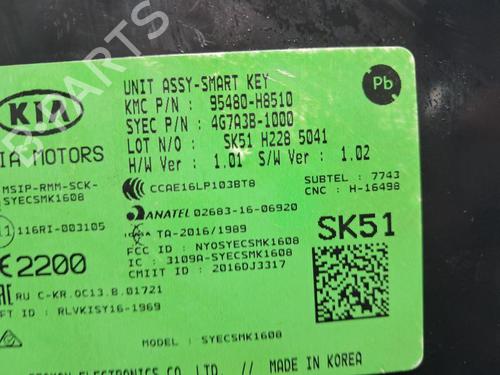 UNIT ASSY-SMART KEY
KMC P/N : 95480-H8510
SYEC P/N : 4G7A3B-1000
LOT N/O : SK51 H228 5041
H/W Ver : 1.01 S/W Ver : 1.02
Pb
KIA
IA MOTORS
MSIP-RMM-SCK-
SYECSMK1608
CCAE16LP103BT8
SUBTEL : 7743
CNC : H-16498
ANATEL 02683-16-06920
116RI-003105
TA-2016/1989
SK51
FCC ID : NYOSYECSMK1608
IC : 3109A-SYECSMK1608
CMIIT ID : 2016DJ3317
2200
RU C-KR.OC13.B.01721
FT ID : RLVKISY16-1969
MODEL : SYECSMK1608
ELECTRONICS CO. LTD. // MADE IN KOREA